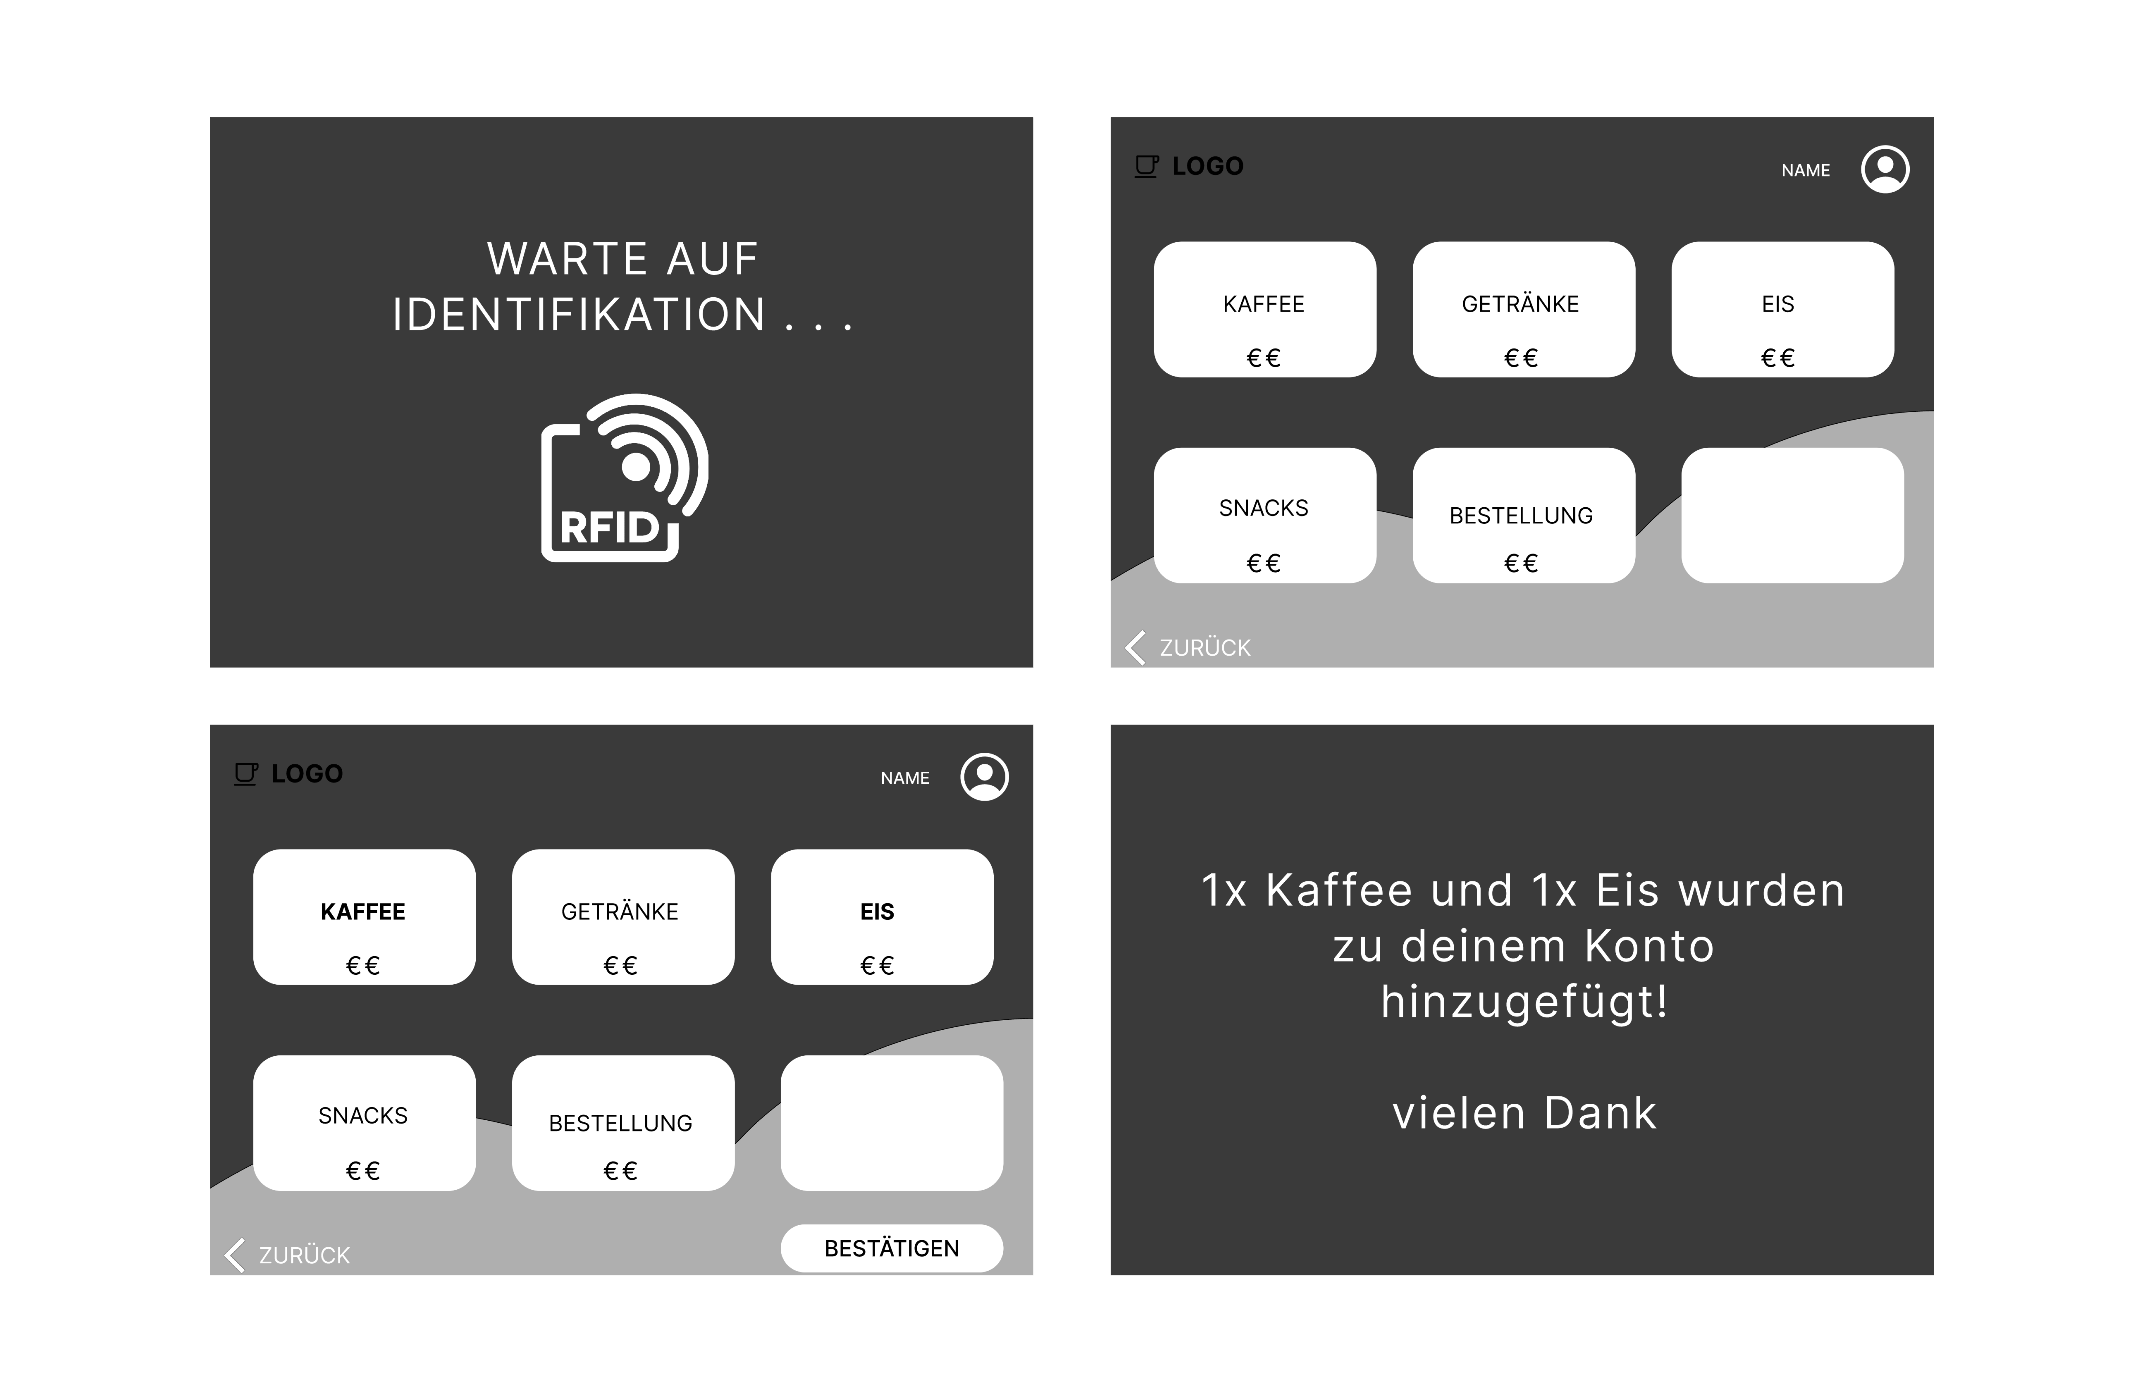 WARTE AUF
IDENTIFIKATION . . .
RFID
LOGO
NAME
KAFFEE
€€
GETRÄNKE
€€
EIS
€€
SNACKS
€€
BESTELLUNG
€€
ZURÜCK
LOGO
NAME
KAFFEE
€€
GETRÄNKE
€€
EIS
€€
SNACKS
€€
BESTELLUNG
€€
ZURÜCK
BESTÄTIGEN
1x Kaffee und 1x Eis wurden
zu deinem Konto
hinzugefügt!
vielen Dank